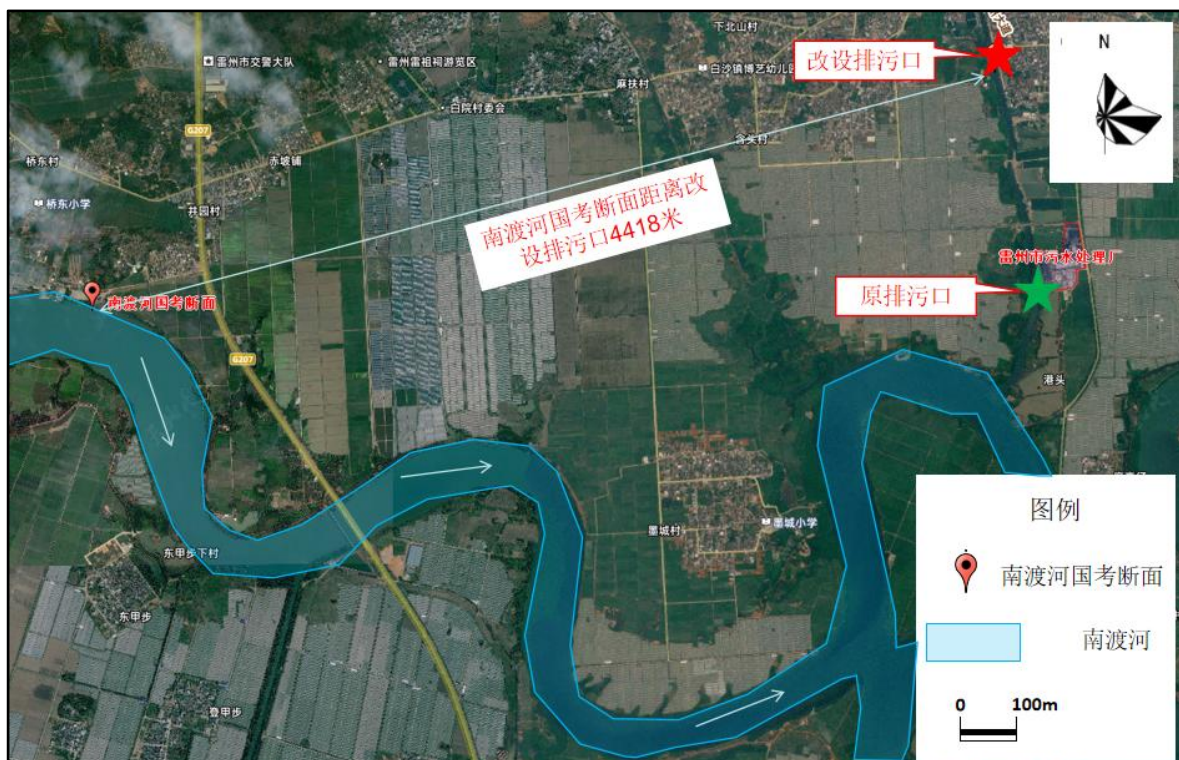 下北山村
改设排污口
N
雷州市交警大队
雷州雷祖祠游览区
白沙镇博艺幼儿园
麻扶村
白院村委会
G207
含头村
桥东村
赤坡铺
桥东小学
井园村
南渡河国考断面距离改
设排污口4418米
雷州市污水处理厂
南渡河国考断面
原排污口
G207
港头
图例
墨城村
墨城小学
东甲步下村
南渡河国考断面
东甲步
南渡河
登甲步
0 100m